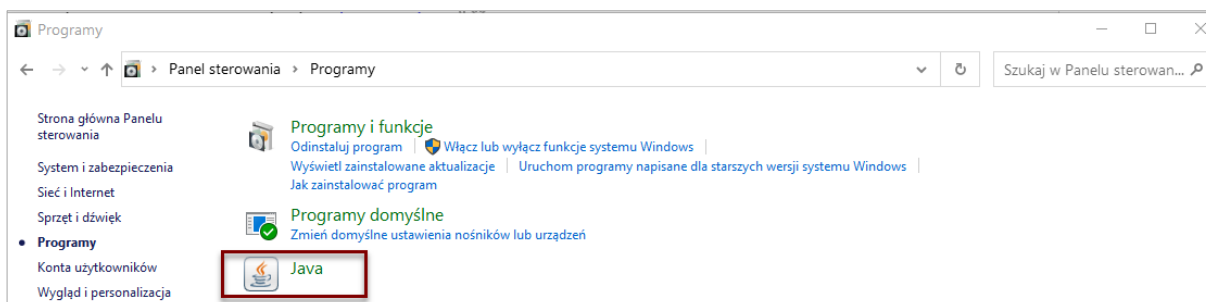 Programy
Panel sterowania > Programy
Szukaj w Panelu sterowan...
Strona główna Panelu
sterowania
System i zabezpieczenia
Sieć i Internet
Sprzęt i dźwięk
Programy
Konta użytkowników
Wygląd i personalizacja
Programy i funkcje
Odinstaluj program
Włącz lub wyłącz funkcje systemu Windows
Wyświetl zainstalowane aktualizacje
Uruchom programy napisane dla starszych wersji systemu Windows
Jak zainstalować program
Programy domyślne
Zmień domyślne ustawienia nośników lub urządzeń
Java